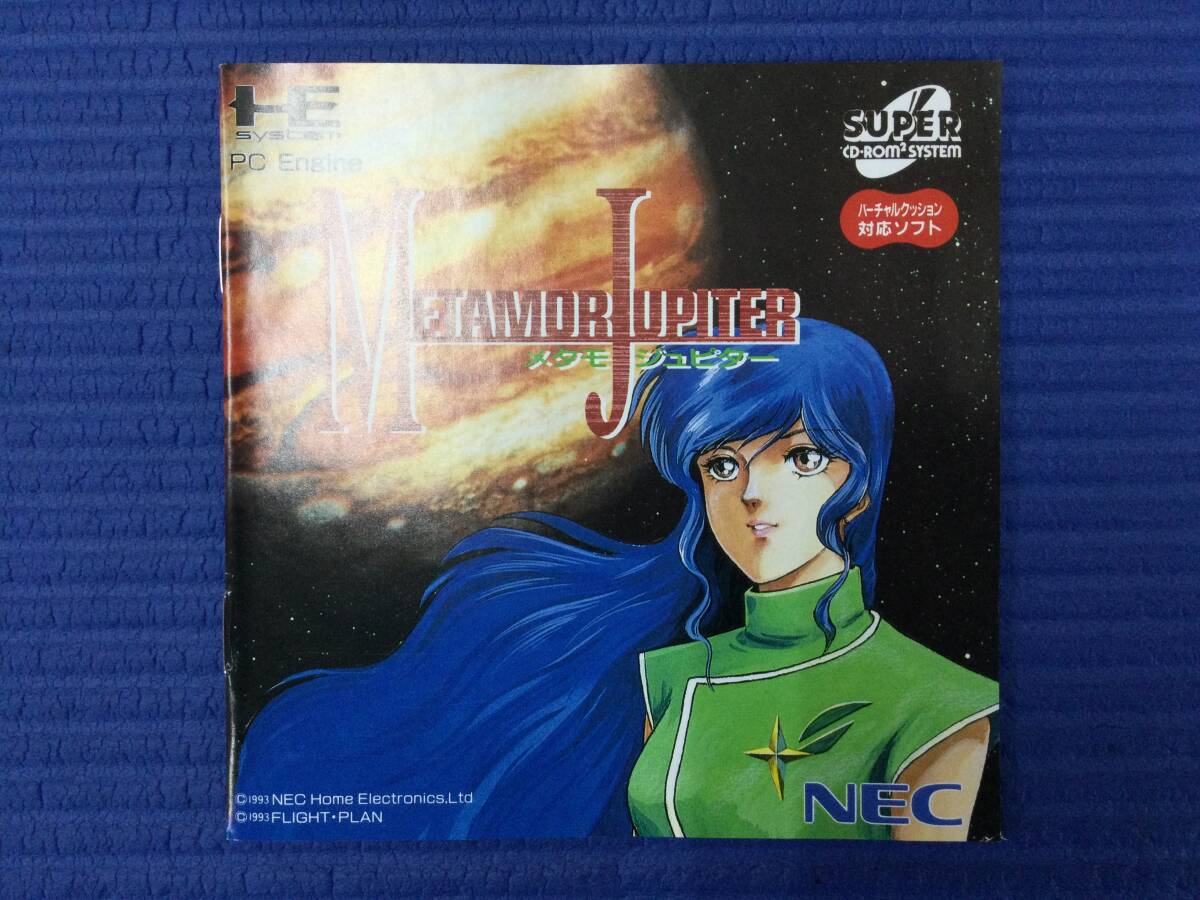 HE
system
PC Engine
SUPER
CD-ROM² SYSTEM
バーチャルクッション
対応ソフト
METAMOR JUPITER
メタモ ジュピター
©1993 NEC Home Electronics,Ltd
©1993 FLIGHT・PLAN
NEC